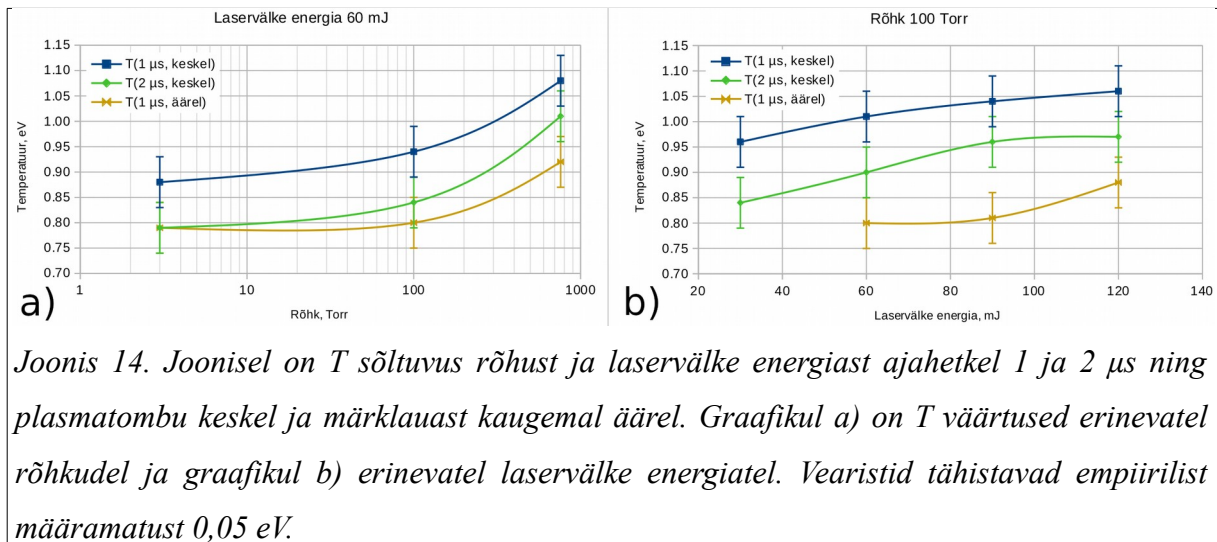 Laservälke energia 60 mJ
1.15
1.10
1.05
1.00
0.95
0.90
0.85
0.80
0.75
0.70
Temperatuur, eV
T(1 µs, keskel)
T(2 µs, keskel)
T(1 µs, äärel)
1
10
100
1000
Rõhk, Torr
a)
Rõhk 100 Torr
1.15
1.10
1.05
1.00
0.95
0.90
0.85
0.80
0.75
0.70
Temperatuur, eV
T(1 µs, keskel)
T(2 µs, keskel)
T(1 µs, äärel)
20
40
60
80
100
120
140
Laservälke energia, mJ
b)
Joonis 14. Joonisel on T sõltuvus rõhust ja laservälke energiast ajahetkel 1 ja 2 µs ning
plasmatombu keskel ja märklauast kaugemal äärel. Graafikul a) on T väärtused erinevatel
rõhkudel ja graafikul b) erinevatel laservälke energiatel. Vearistid tähistavad empiirilist
määramatust 0,05 eV.